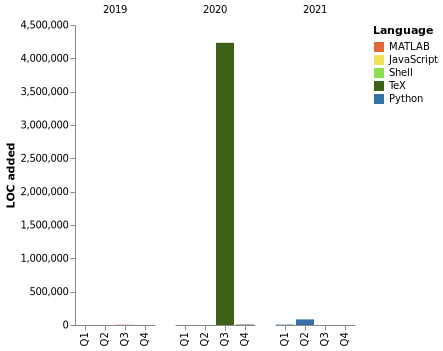 2019 2020 2021
Language
MATLAB
JavaScript
Shell
TeX
Python
LOC added
4,500,000
4,000,000
3,500,000
3,000,000
2,500,000
2,000,000
1,500,000
1,000,000
500,000
0
Q1 Q2 Q3 Q4 Q1 Q2 Q3 Q4 Q1 Q2 Q3 Q4